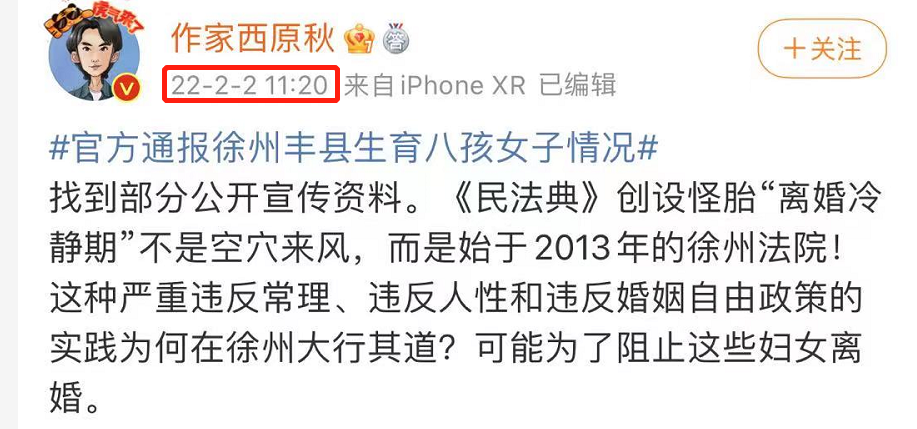 虎气来了
作家西原秋 答
22-2-2 11:20 来自 iPhone XR 已编辑
+关注
#官方通报徐州丰县生育八孩女子情况#
找到部分公开宣传资料。《民法典》创设怪胎“离婚冷
静期”不是空穴来风，而是始于2013年的徐州法院！
这种严重违反常理、违反人性和违反婚姻自由政策的
实践为何在徐州大行其道？可能为了阻止这些妇女离
婚。